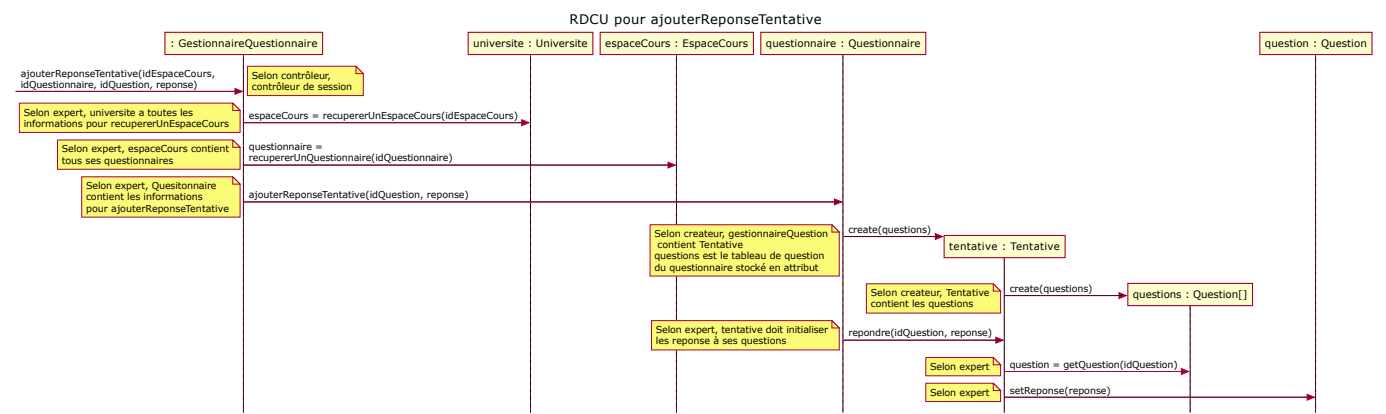 RDCU pour ajouterReponseTentative
: GestionnaireQuestionnaire
universite : Universite
espaceCours : EspaceCours
questionnaire : Questionnaire
question : Question
ajouterReponseTentative(idEspaceCours,
idQuestionnaire, idQuestion, reponse)
Selon contrôleur,
contrôleur de session
Selon expert, universite a toutes les
informations pour recupererUnEspaceCours
espaceCours = recupererUnEspaceCours(idEspaceCours)
Selon expert, espaceCours contient
tous ses questionnaires
questionnaire =
recupererUnQuestionnaire(idQuestionnaire)
Selon expert, Quesitonnaire
contient les informations
pour ajouterReponseTentative
ajouterReponseTentative(idQuestion, reponse)
Selon createur, gestionnaireQuestion
contient Tentative
questions est le tableau de question
du questionnaire stocké en attribut
create(questions)
tentative : Tentative
Selon createur, Tentative
contient les questions
create(questions)
questions : Question[]
Selon expert, tentative doit initialiser
les reponse à ses questions
repondre(idQuestion, reponse)
Selon expert
question = getQuestion(idQuestion)
Selon expert
setReponse(reponse)